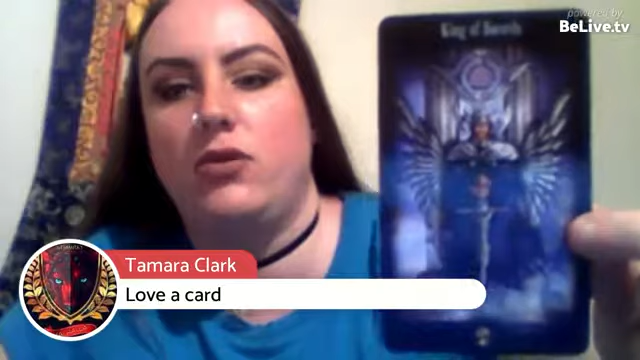 powered by
BeLive.tv
King of Swords
Tamara Clark
Love a card